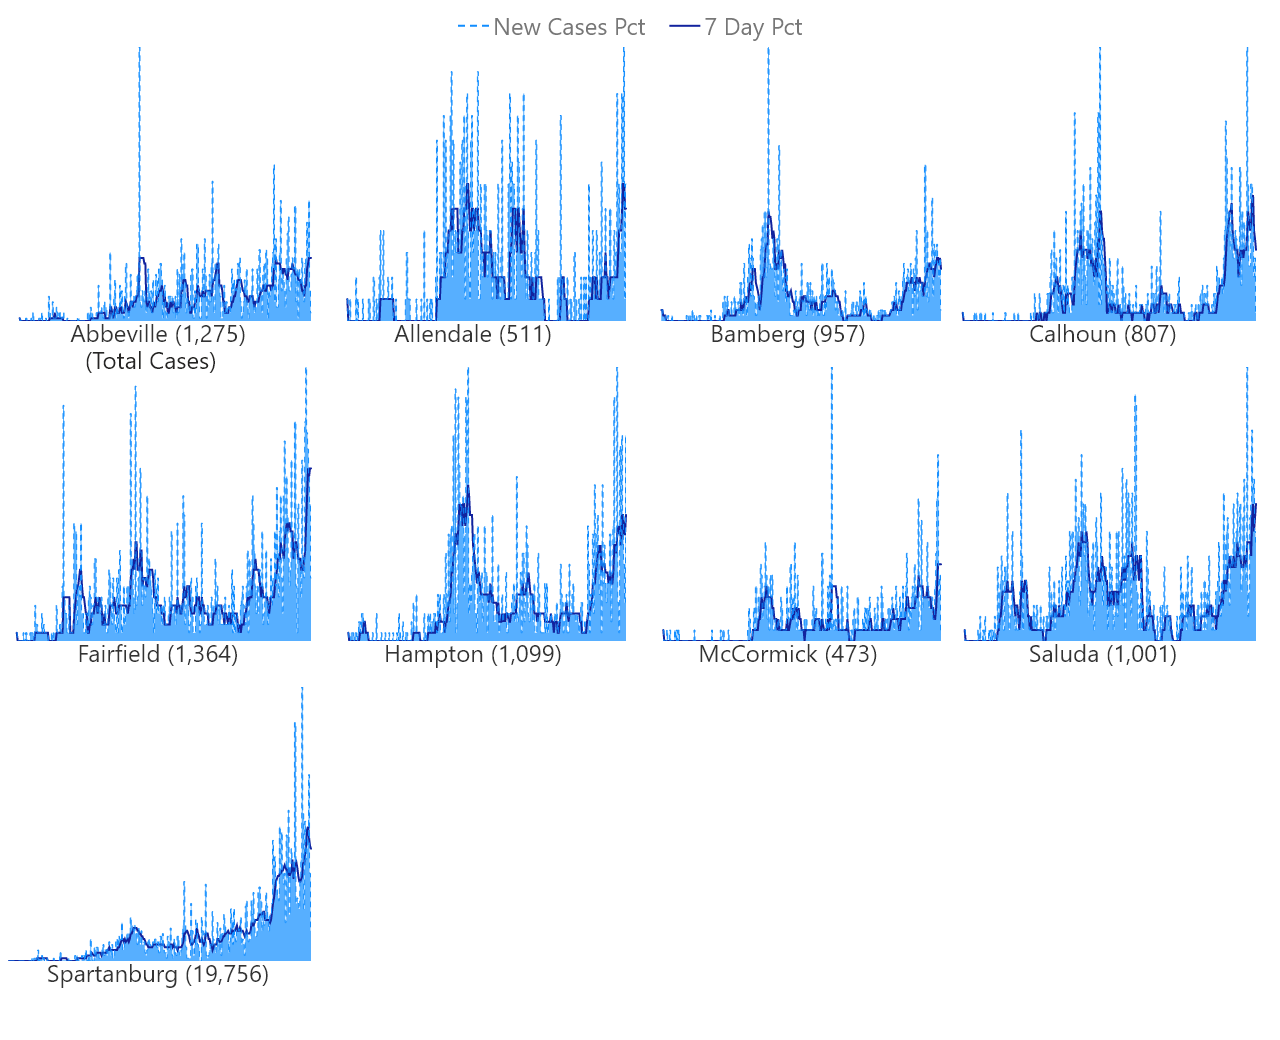 New Cases Pct 7 Day Pct
Abbeville (1,275) Allendale (511) Bamberg (957) Calhoun (807)
(Total Cases)
Fairfield (1,364) Hampton (1,099) McCormick (473) Saluda (1,001)
Spartanburg (19,756)